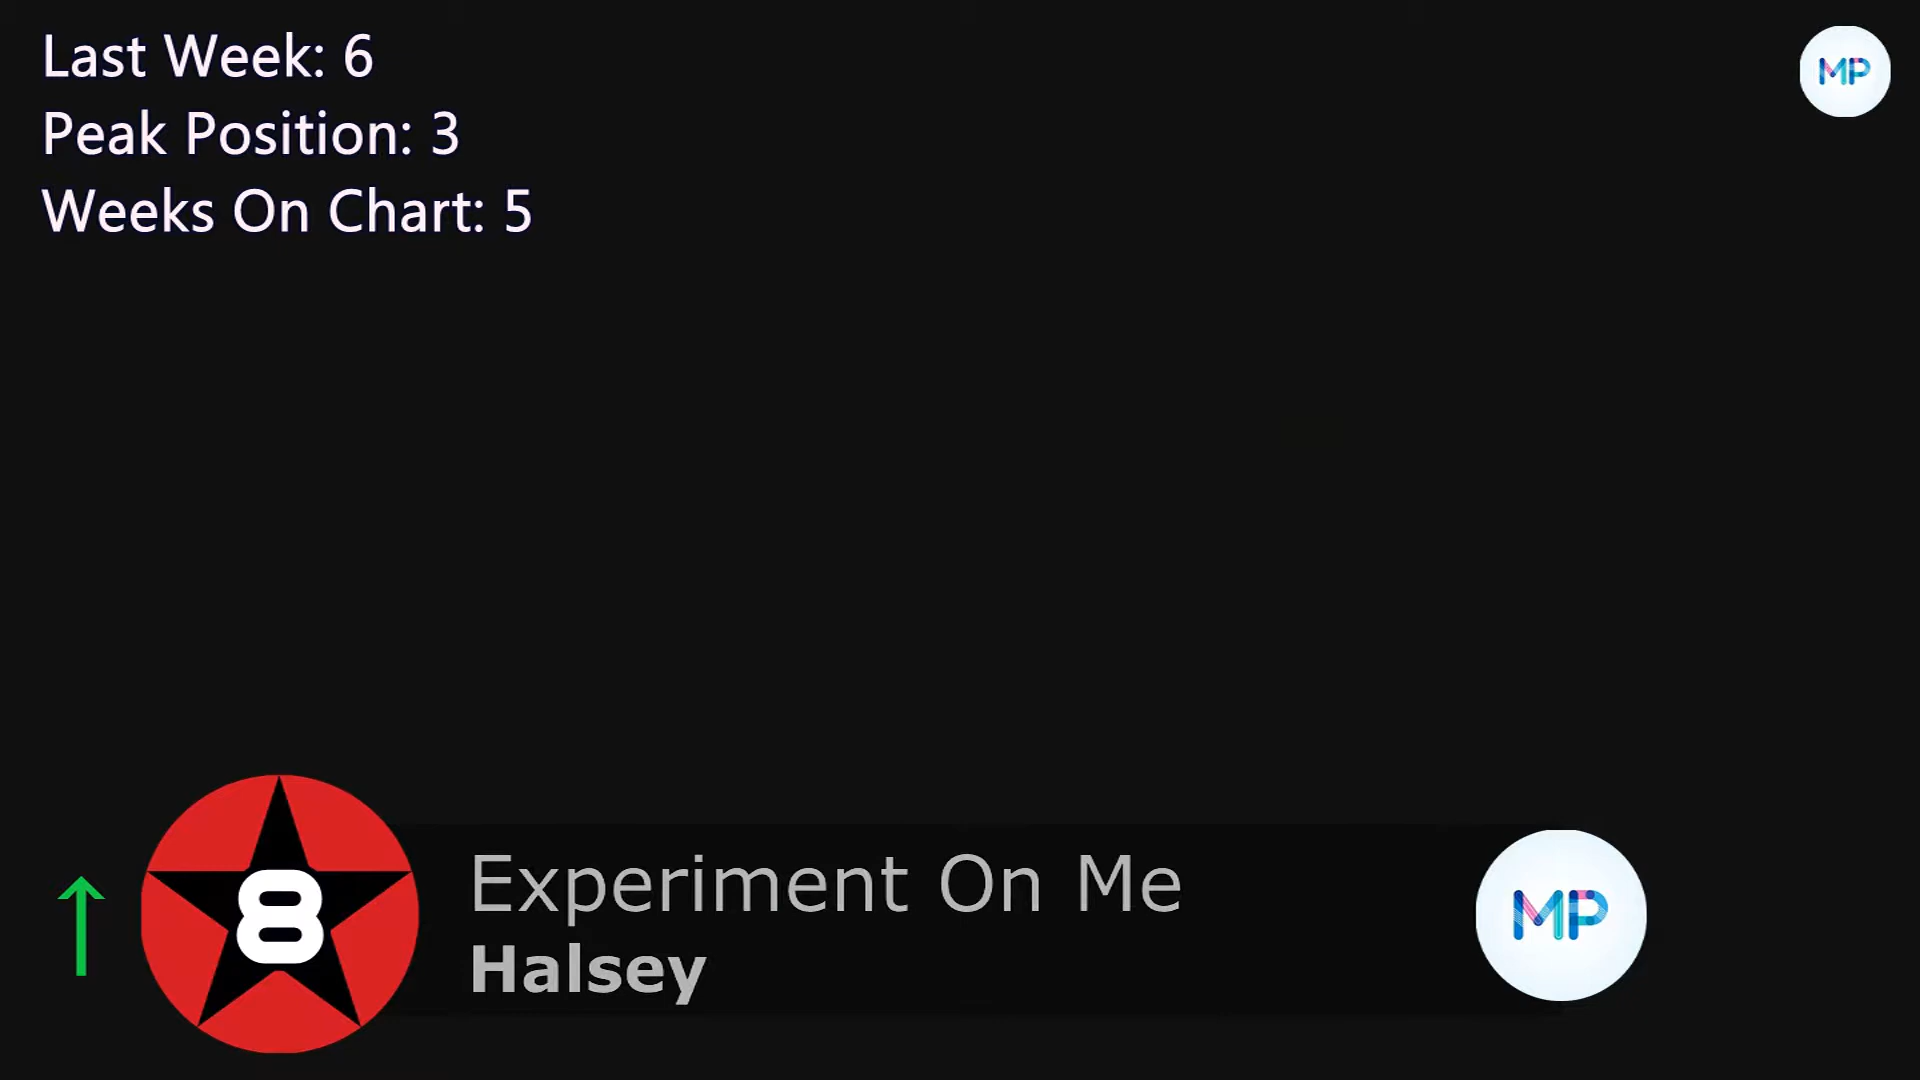 Last Week: 6
Peak Position: 3
Weeks On Chart: 5
MP
8
Experiment On Me
Halsey
MP